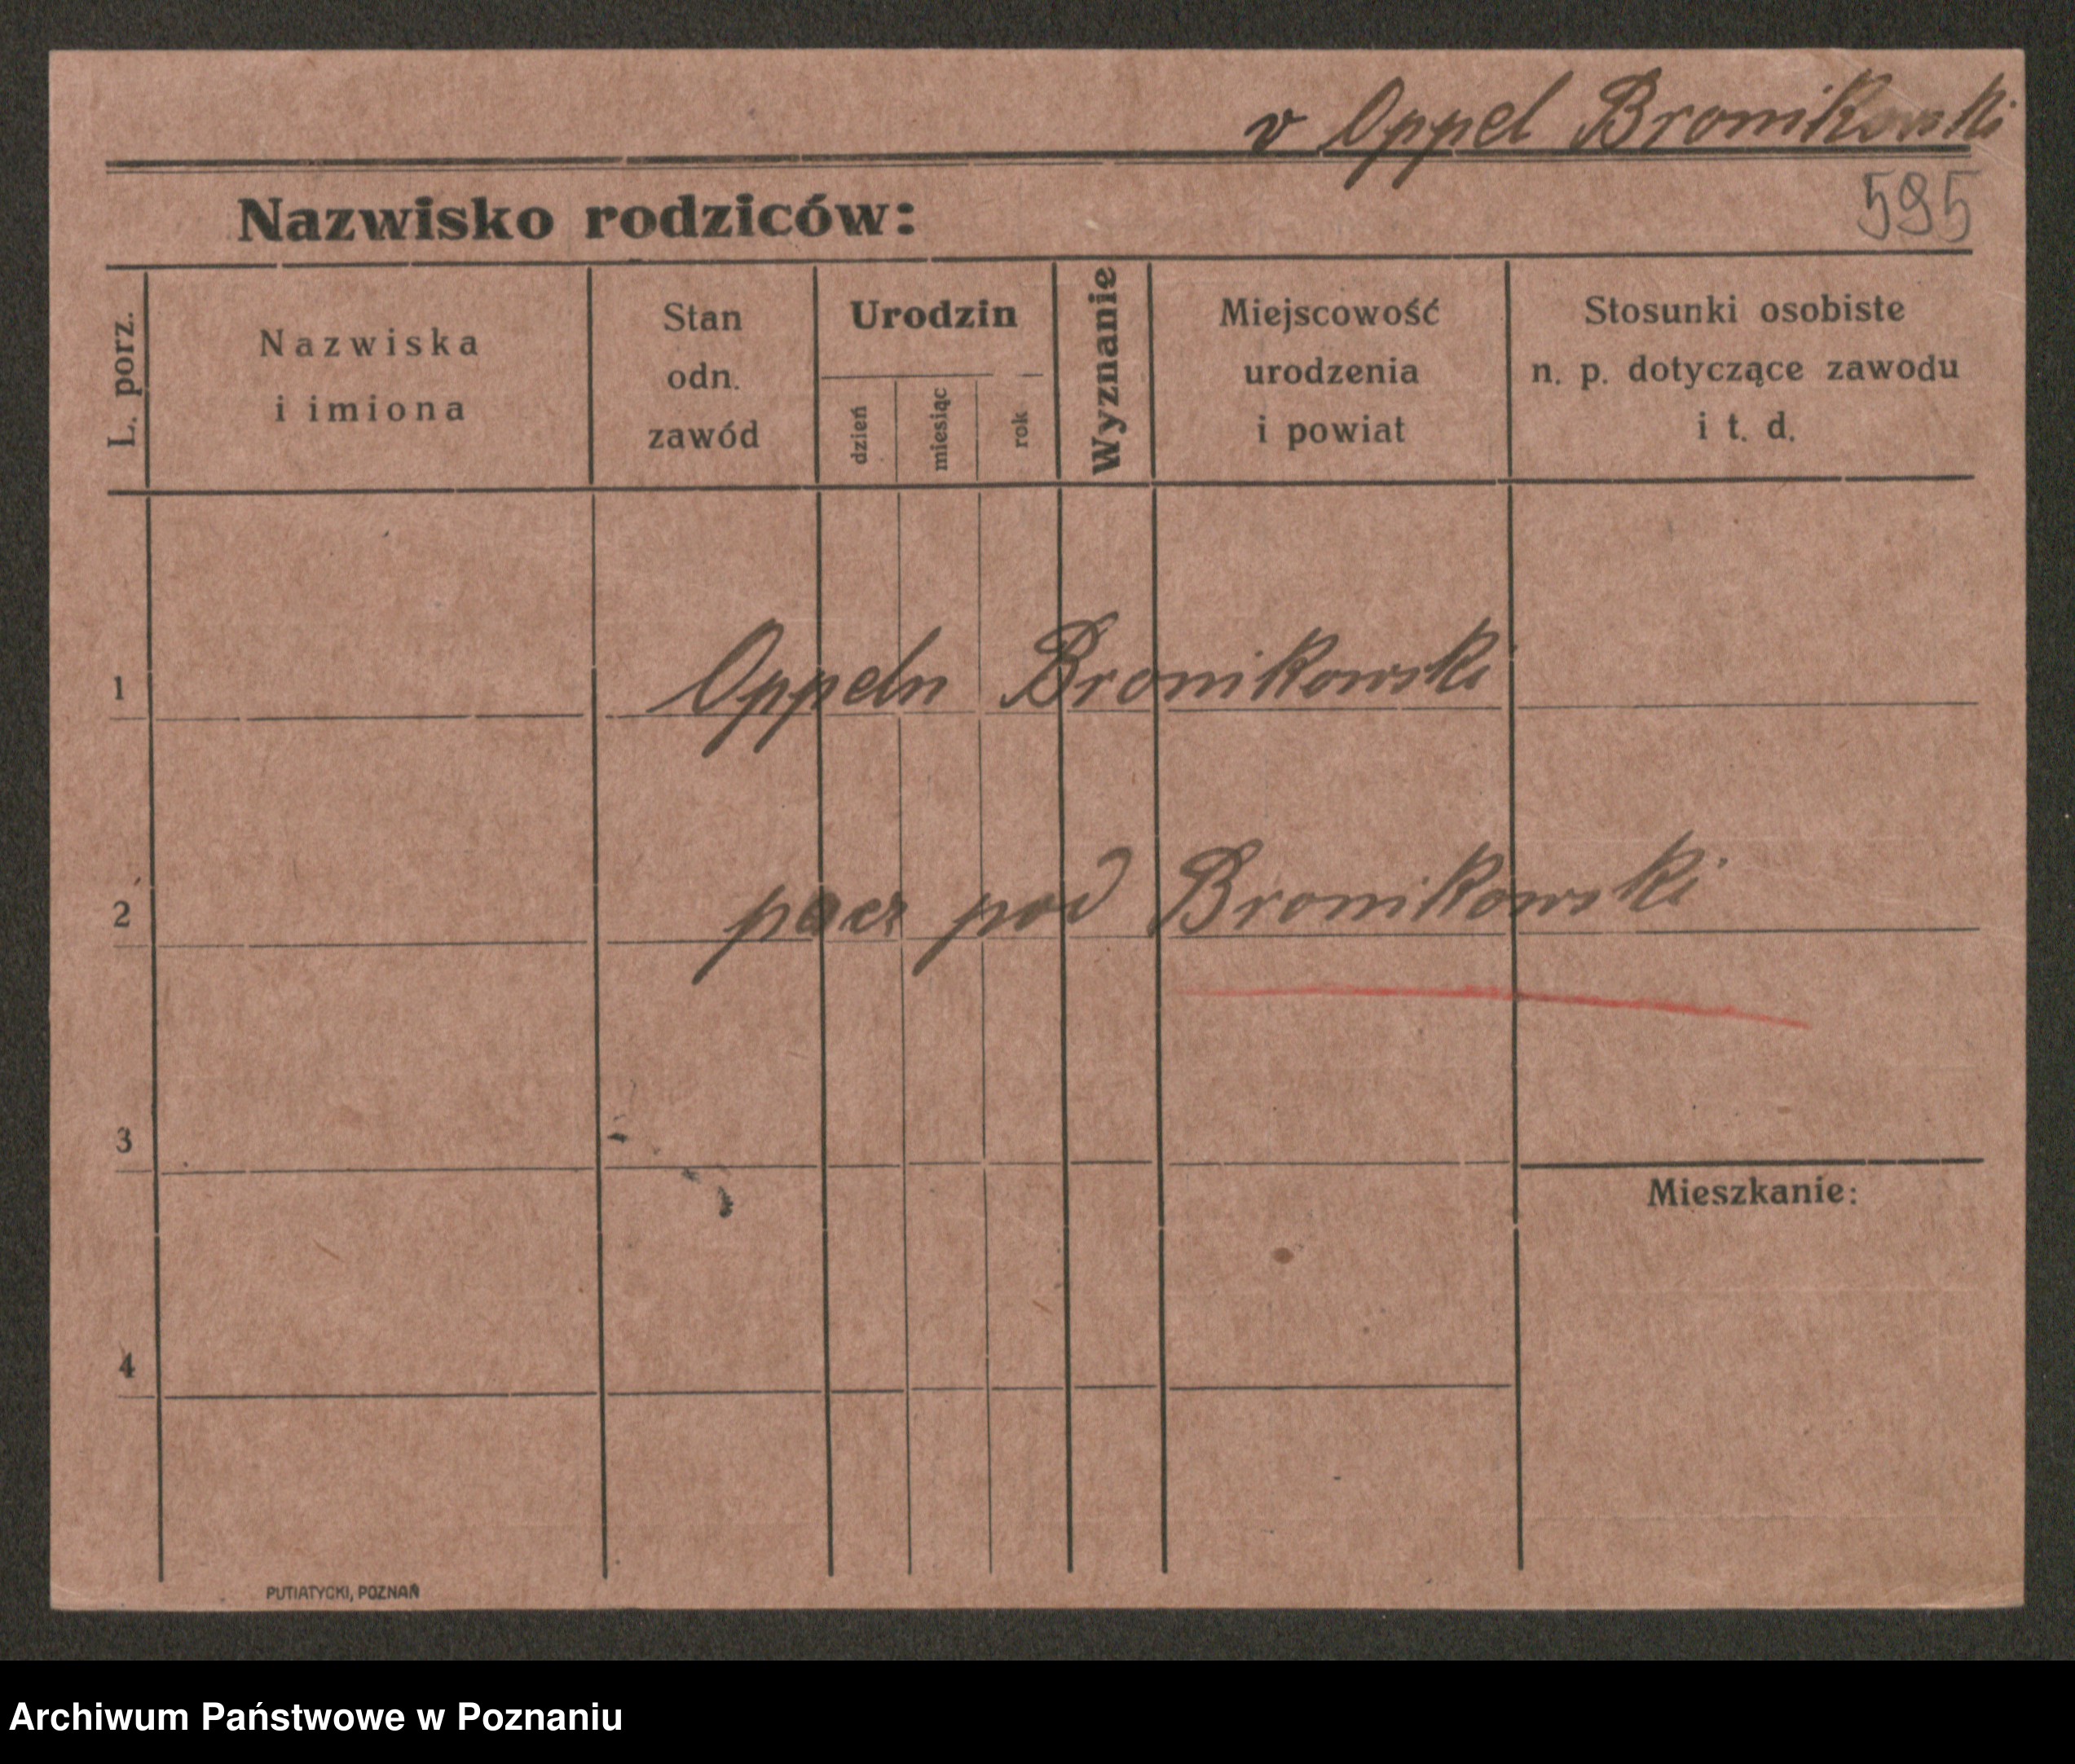 v Oppel Bronikowski
595
Nazwisko rodziców:
L. porz.
Nazwiska
i imiona
Stan
odn.
zawód
Urodzin
dzień
miesiąc
rok
Wyznanie
Miejscowość
urodzenia
i powiat
Stosunki osobiste
n. p. dotyczące zawodu
i t. d.
1
Oppeln Bronikowski
2
pacz pod Bronikowski
3
Mieszkanie:
4
PUTIATYCKI, POZNAŃ
Archiwum Państwowe w Poznaniu